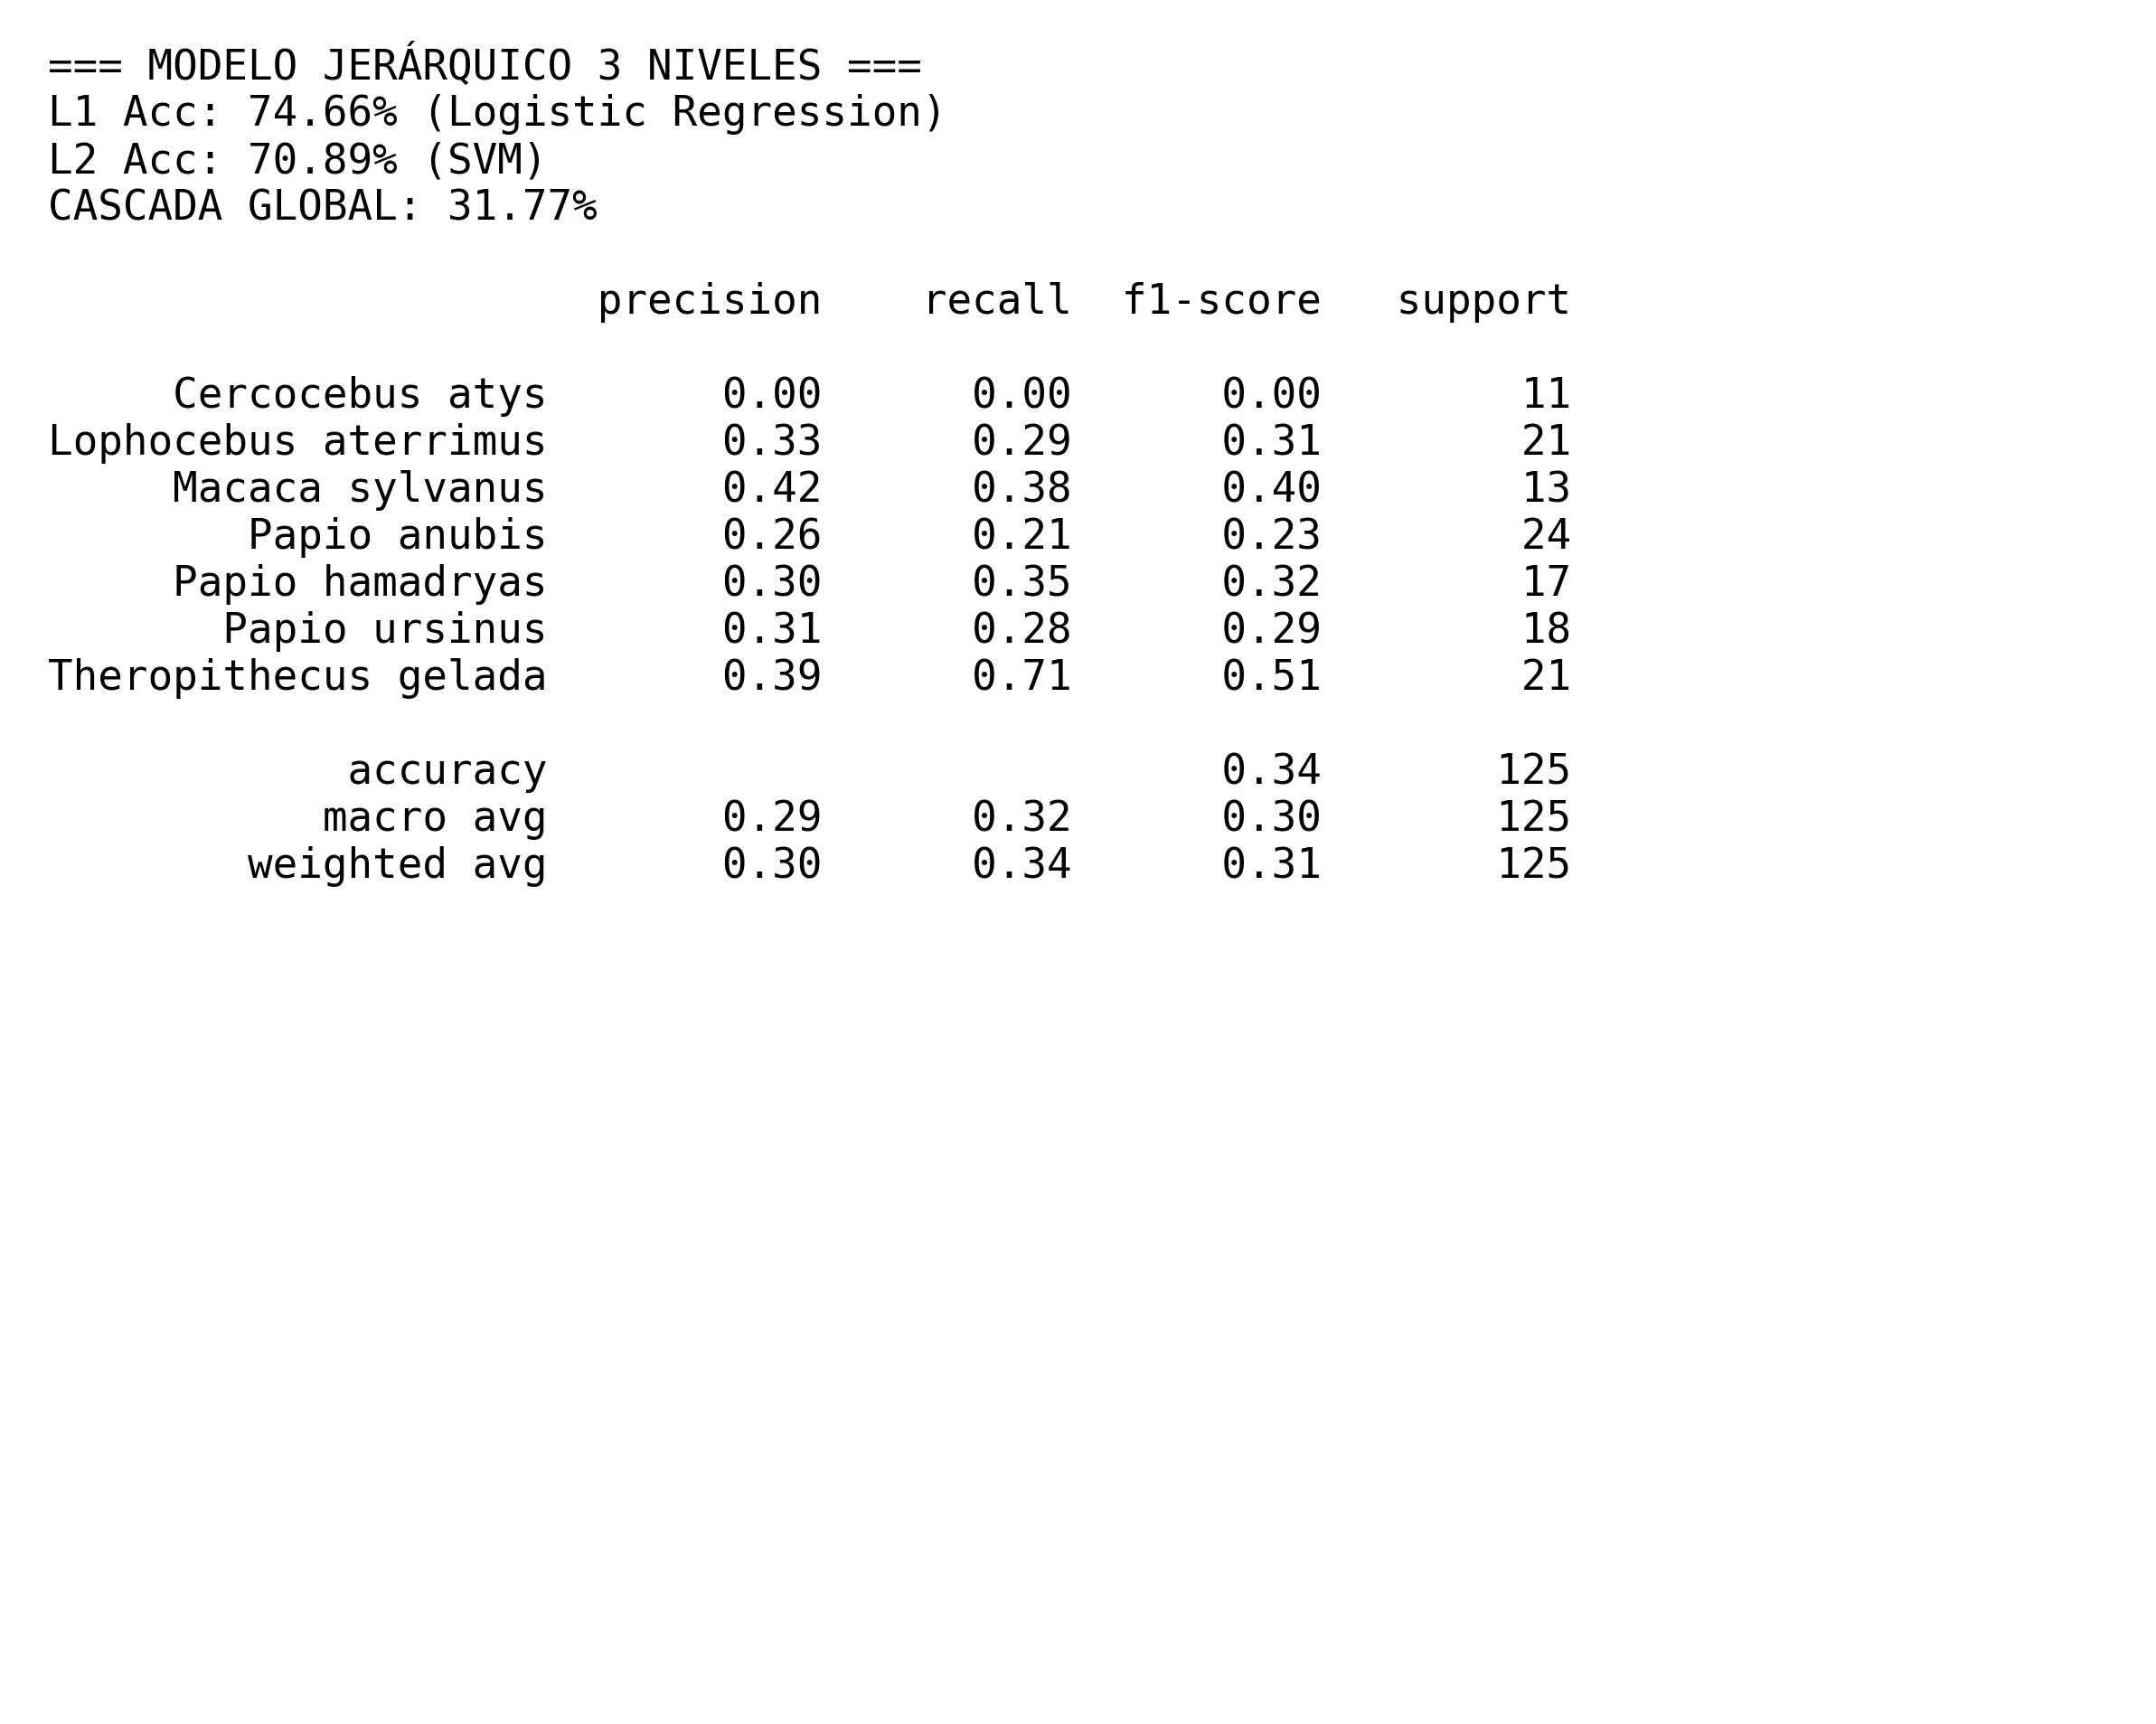 === MODELO JERÁRQUICO 3 NIVELES ===
L1 Acc: 74.66% (Logistic Regression)
L2 Acc: 70.89% (SVM)
CASCADA GLOBAL: 31.77%
precision recall f1-score support
Cercocebus atys 0.00 0.00 0.00 11
Lophocebus aterrimus 0.33 0.29 0.31 21
Macaca sylvanus 0.42 0.38 0.40 13
Papio anubis 0.26 0.21 0.23 24
Papio hamadryas 0.30 0.35 0.32 17
Papio ursinus 0.31 0.28 0.29 18
Theropithecus gelada 0.39 0.71 0.51 21
accuracy 0.34 125
macro avg 0.29 0.32 0.30 125
weighted avg 0.30 0.34 0.31 125